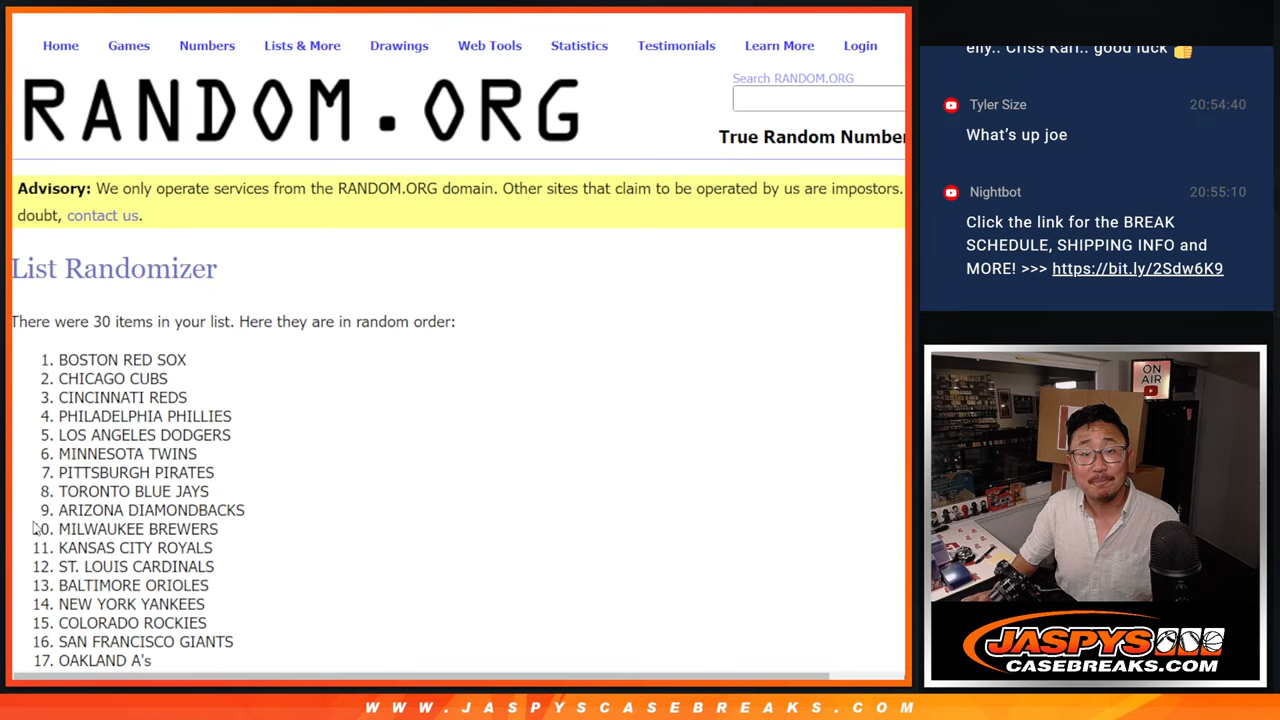 Home Games Numbers Lists & More Drawings Web Tools Statistics Testimonials Learn More Login
RANDOM.ORG
Search RANDOM.ORG
True Random Number
Advisory: We only operate services from the RANDOM.ORG domain. Other sites that claim to be operated by us are impostors.
doubt, contact us.
List Randomizer
There were 30 items in your list. Here they are in random order:
1. BOSTON RED SOX
2. CHICAGO CUBS
3. CINCINNATI REDS
4. PHILADELPHIA PHILLIES
5. LOS ANGELES DODGERS
6. MINNESOTA TWINS
7. PITTSBURGH PIRATES
8. TORONTO BLUE JAYS
9. ARIZONA DIAMONDBACKS
0. MILWAUKEE BREWERS
11. KANSAS CITY ROYALS
12. ST. LOUIS CARDINALS
13. BALTIMORE ORIOLES
14. NEW YORK YANKEES
15. COLORADO ROCKIES
16. SAN FRANCISCO GIANTS
17. OAKLAND A's
elly.. Criss Karl.. good luck 👍
Tyler Size 20:54:40
What's up joe
Nightbot 20:55:10
Click the link for the BREAK
SCHEDULE, SHIPPING INFO and
MORE! >>> https://bit.ly/2Sdw6K9
ON
AIR
JASPYS
CASEBREAKS.COM
WWW.JASPYSCASEBREAKS.COM